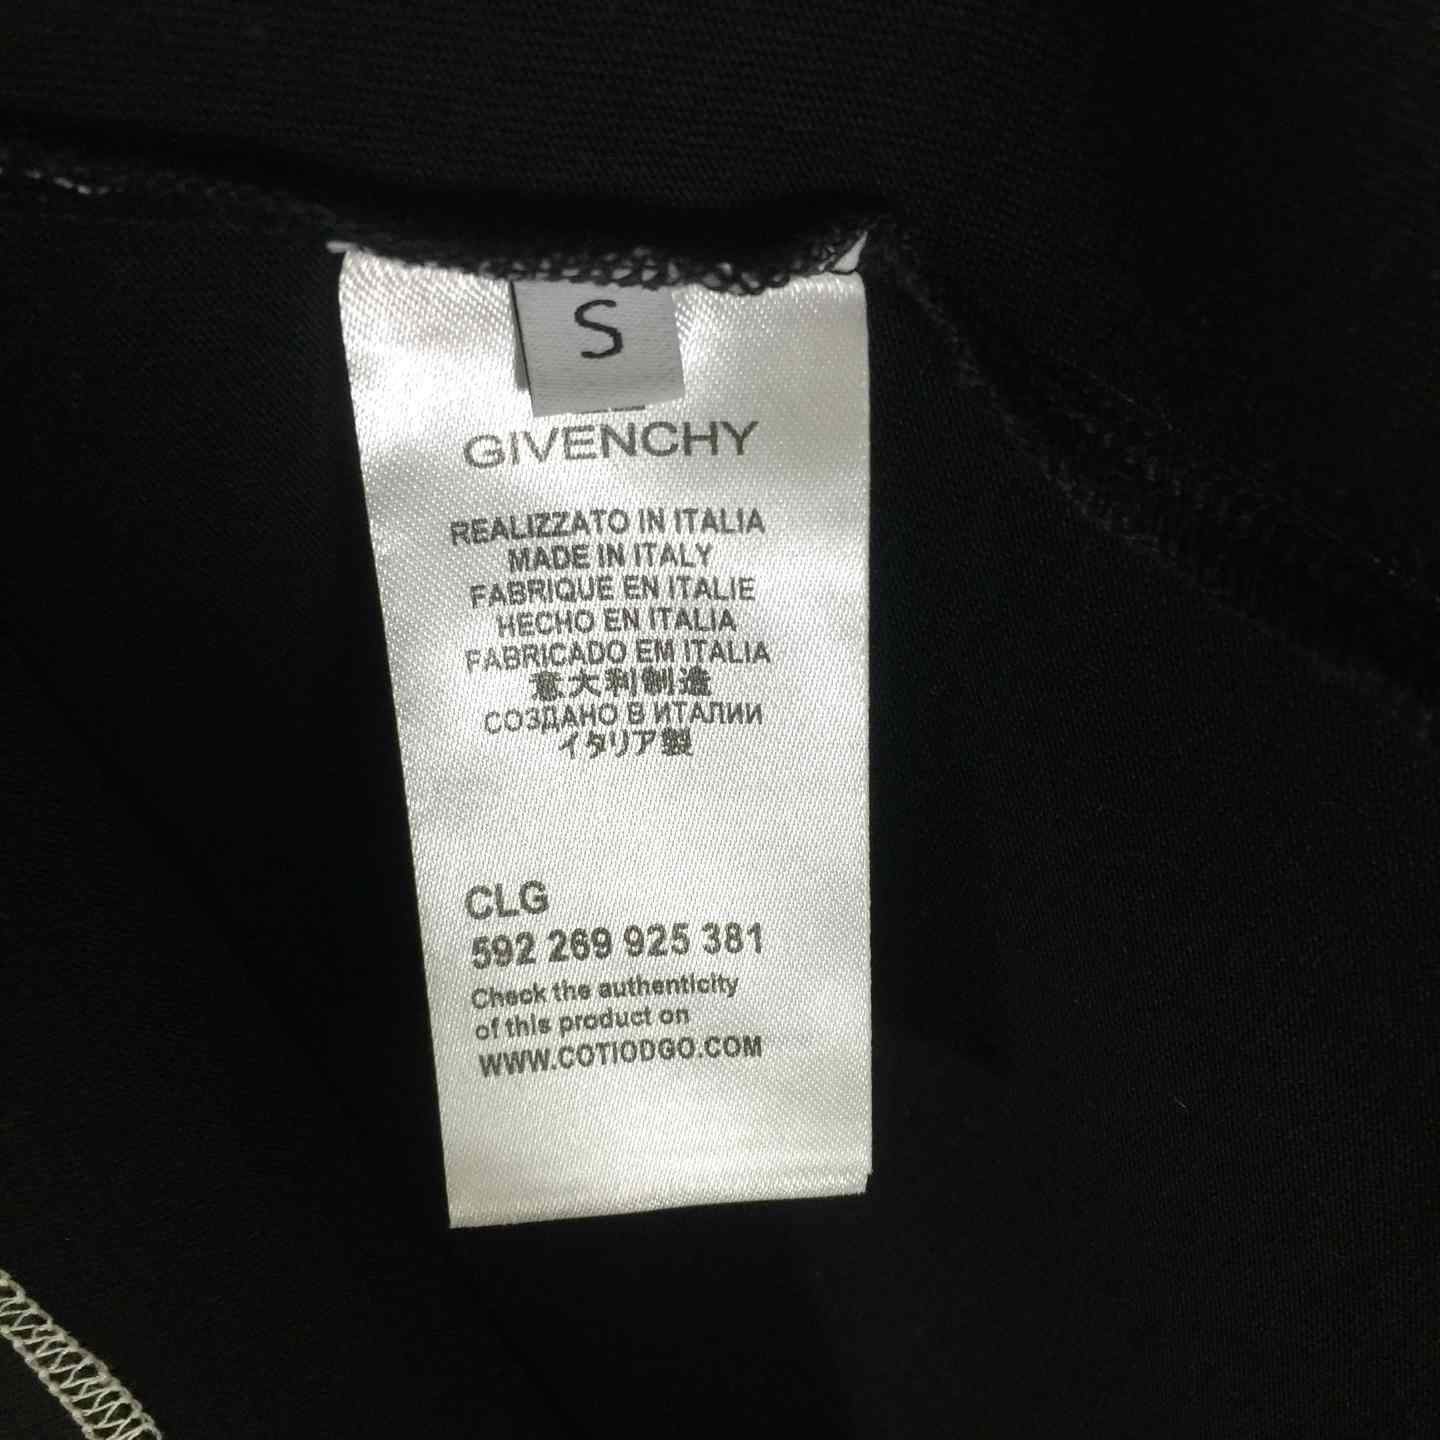 S
GIVENCHY
REALIZZATO IN ITALIA
MADE IN ITALY
FABRIQUE EN ITALIE
HECHO EN ITALIA
FABRICADO EM ITALIA
意大利制造
СОЗДАНО В ИТАЛИИ
イタリア製
CLG
592 269 925 381
Check the authenticity
of this product on
WWW.COTIODGO.COM